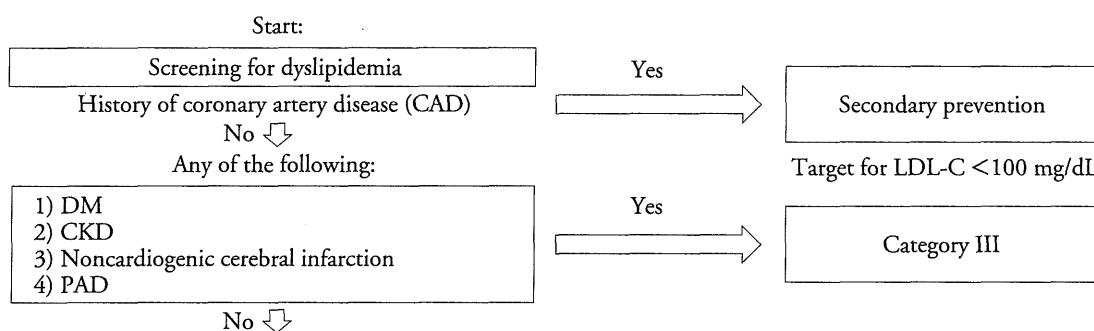 Start:
Screening for dyslipidemia
Yes
History of coronary artery disease (CAD)
Secondary prevention
No
Any of the following:
Target for LDL-C <100 mg/dL
1) DM
2) CKD
3) Noncardiogenic cerebral infarction
4) PAD
Yes
Category III
No